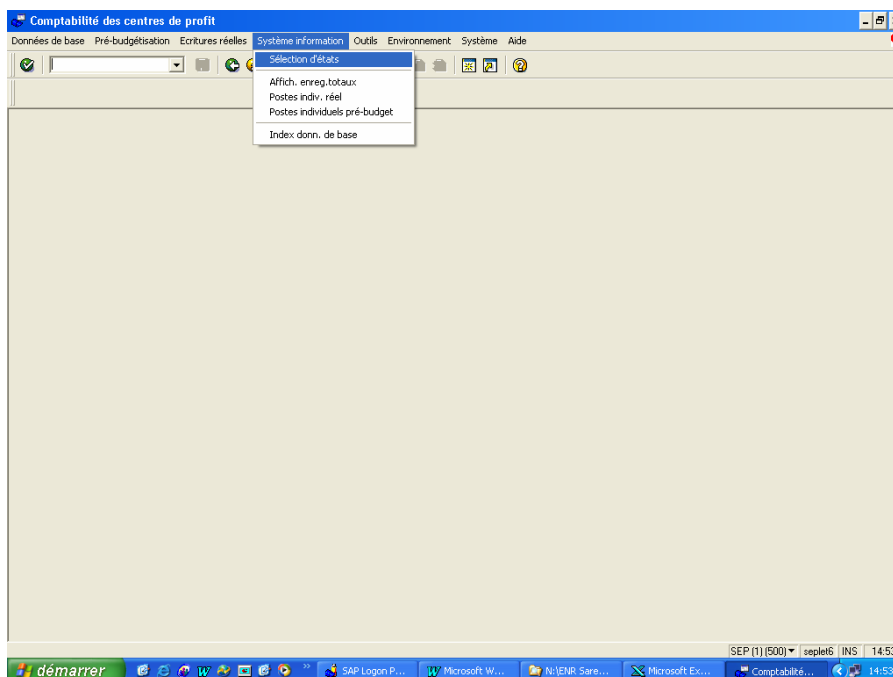 Comptabilité des centres de profit
Données de base Pré-budgétisation Ecritures réelles Système information Outils Environnement Système Aide
Sélection d'états
Affich. enreg.totaux
Postes indiv. réel
Postes individuels pré-budget
Index donn. de base
SEP (1) (500) seplet6 INS 14:53
démarrer SAP Logon P... Microsoft W... N:\ENR Sare... Microsoft Ex... Comptabilité... 14:53